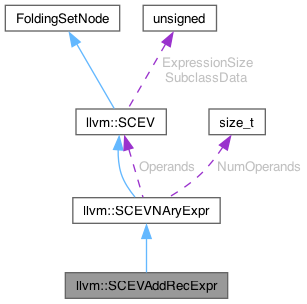 FoldingSetNode
unsigned
ExpressionSize
SubclassData
llvm::SCEV
size_t
Operands
NumOperands
llvm::SCEVNAryExpr
llvm::SCEVAddRecExpr